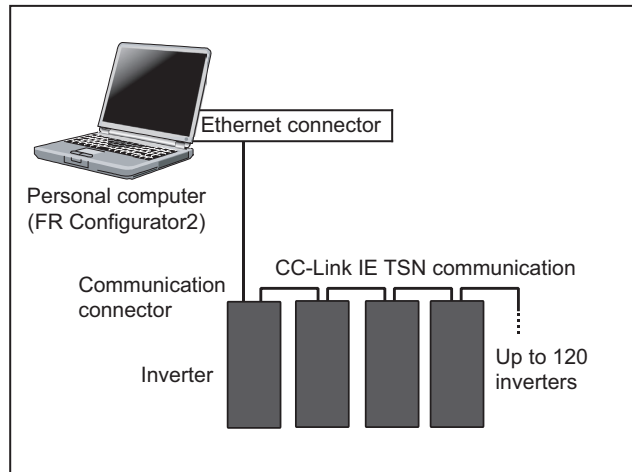 Ethernet connector
Personal computer
(FR Configurator2)
CC-Link IE TSN communication
Communication
connector
Inverter
Up to 120
inverters